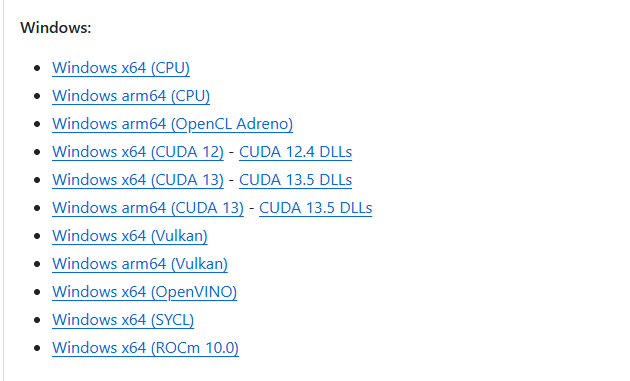 Windows:
Windows x64 (CPU)
Windows arm64 (CPU)
Windows arm64 (OpenCL Adreno)
Windows x64 (CUDA 12) - CUDA 12.4 DLLs
Windows x64 (CUDA 13) - CUDA 13.5 DLLs
Windows arm64 (CUDA 13) - CUDA 13.5 DLLs
Windows x64 (Vulkan)
Windows arm64 (Vulkan)
Windows x64 (OpenVINO)
Windows x64 (SYCL)
Windows x64 (ROCm 10.0)